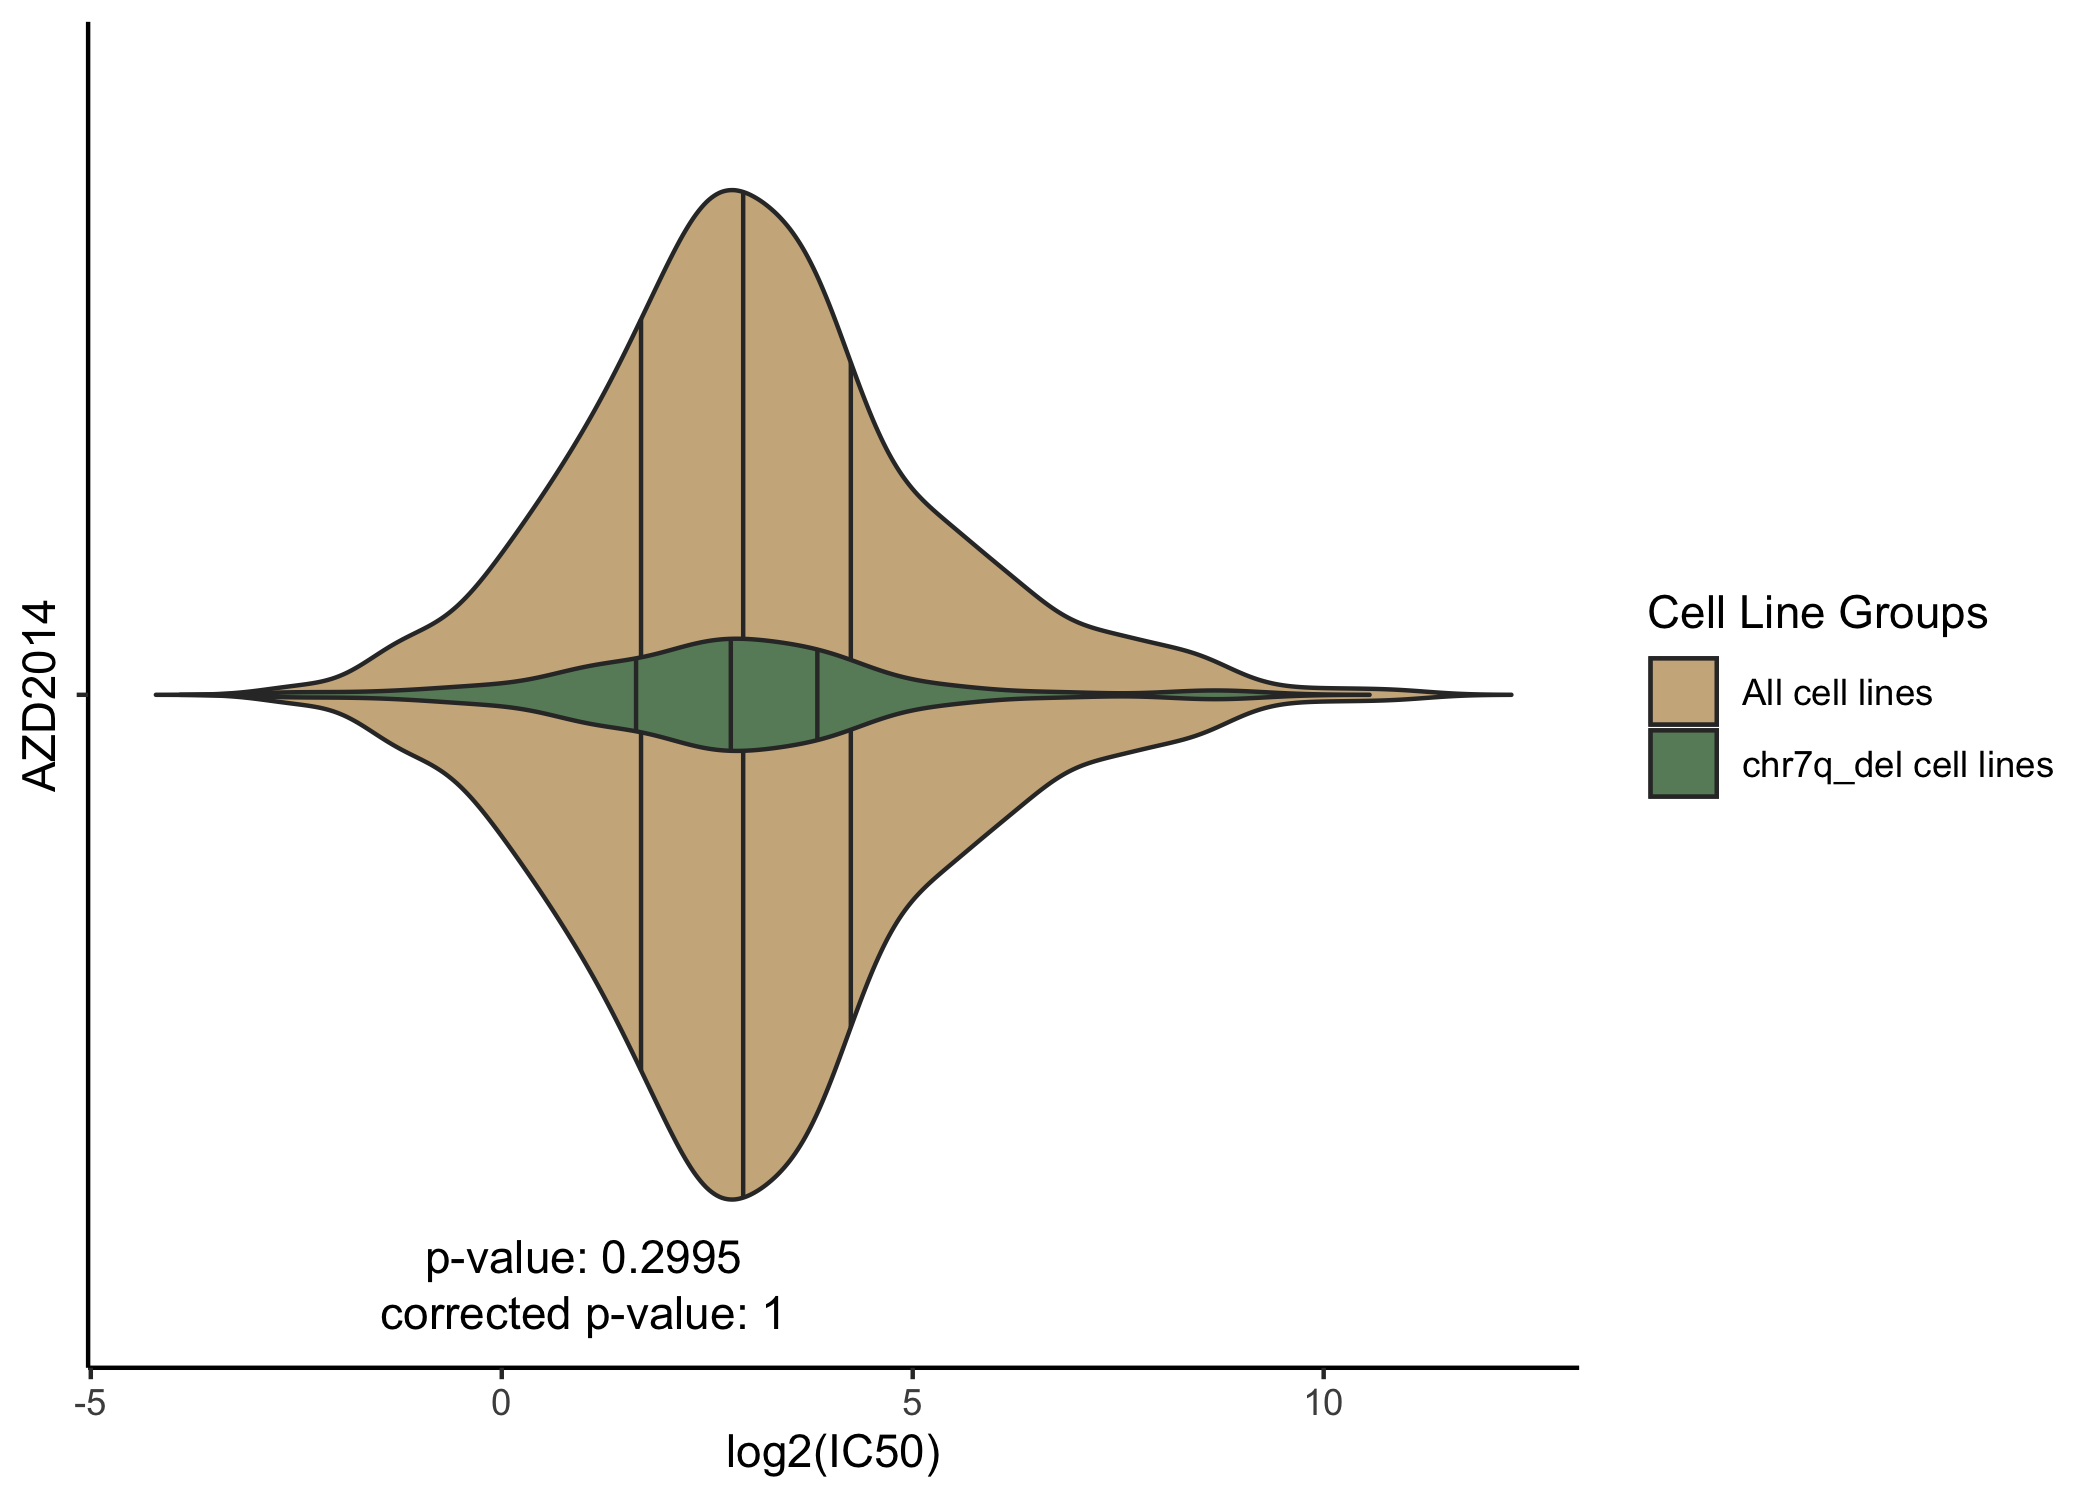 AZD2014
p-value: 0.2995
corrected p-value: 1
-5
0
5
10
log2(IC50)
Cell Line Groups
All cell lines
chr7q_del cell lines